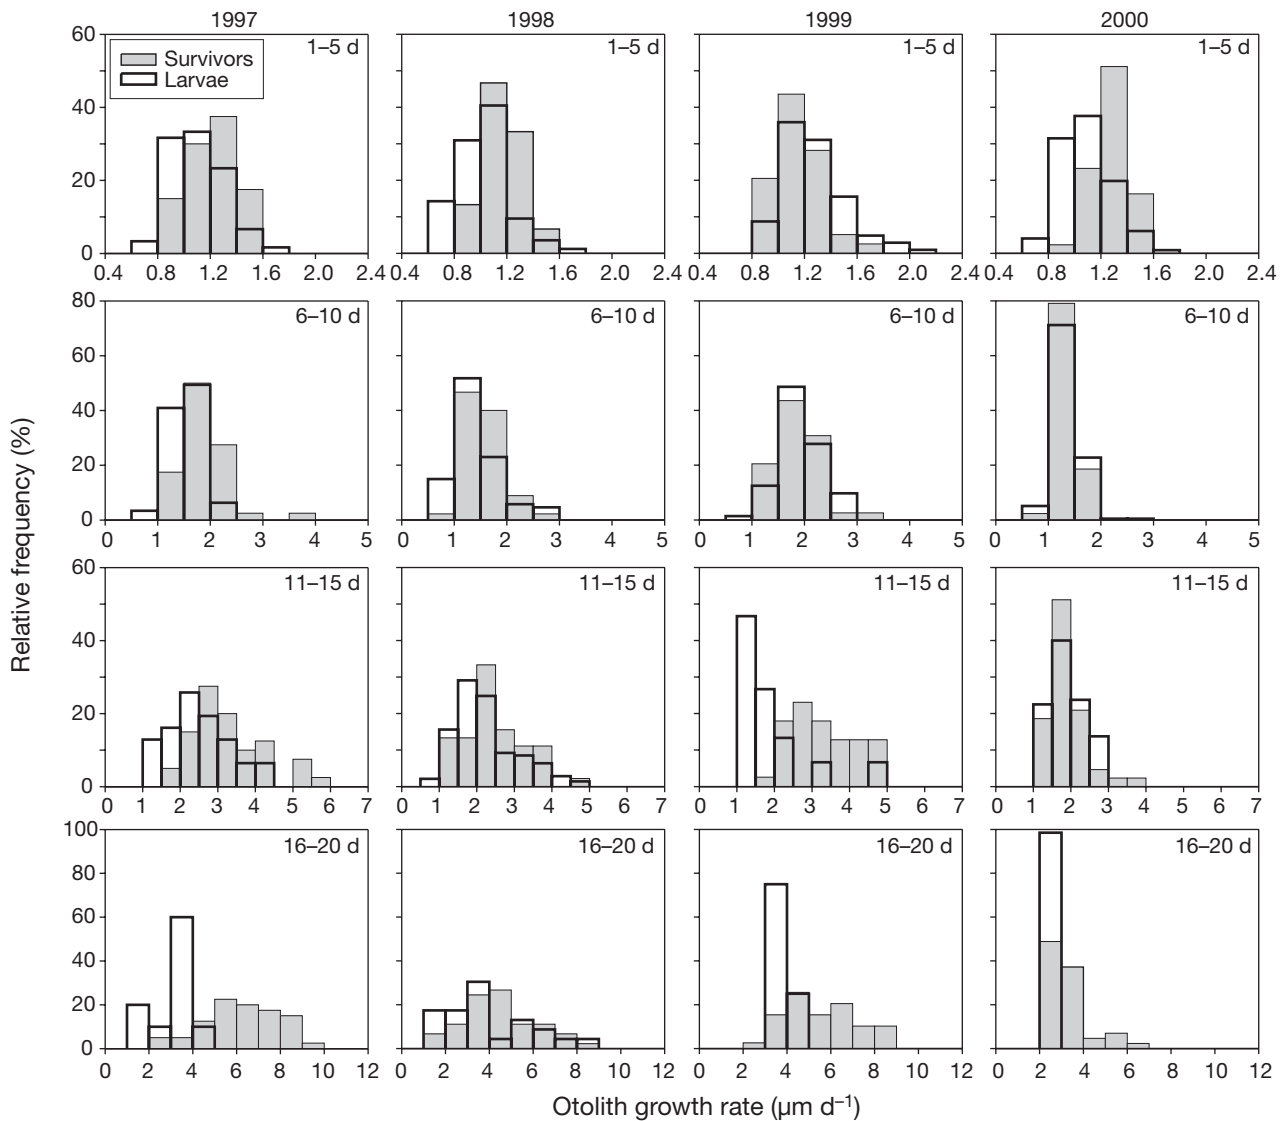 1997 1998 1999 2000
60 1–5 d 1–5 d 1–5 d 1–5 d
Survivors
Larvae
40
20
0
0.4 0.8 1.2 1.6 2.0 2.4 0.4 0.8 1.2 1.6 2.0 2.4 0.4 0.8 1.2 1.6 2.0 2.4 0.4 0.8 1.2 1.6 2.0 2.4
80 6–10 d 6–10 d 6–10 d 6–10 d
60
40
20
0
0 1 2 3 4 5 0 1 2 3 4 5 0 1 2 3 4 5 0 1 2 3 4 5
Relative frequency (%)
60 11–15 d 11–15 d 11–15 d 11–15 d
40
20
0
0 1 2 3 4 5 6 7 0 1 2 3 4 5 6 7 0 1 2 3 4 5 6 7 0 1 2 3 4 5 6 7
100 16–20 d 16–20 d 16–20 d 16–20 d
80
60
40
20
0
0 2 4 6 8 10 12 0 2 4 6 8 10 12 0 2 4 6 8 10 12 0 2 4 6 8 10 12
Otolith growth rate (µm d–1)